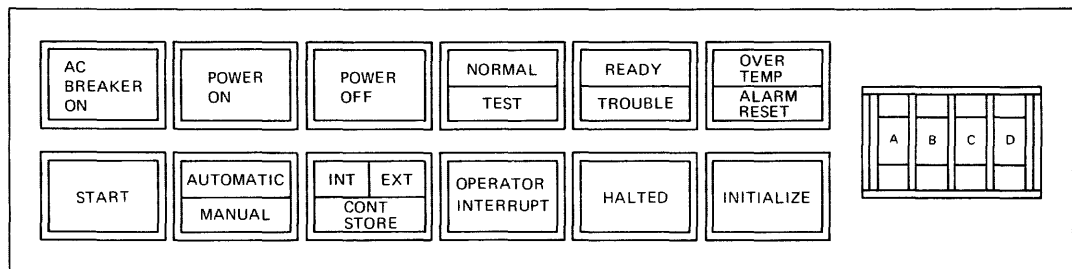 AC
BREAKER
ON
POWER
ON
POWER
OFF
NORMAL
TEST
READY
TROUBLE
OVER
TEMP
ALARM
RESET
A B C D
START
AUTOMATIC
MANUAL
INT EXT
CONT
STORE
OPERATOR
INTERRUPT
HALTED
INITIALIZE